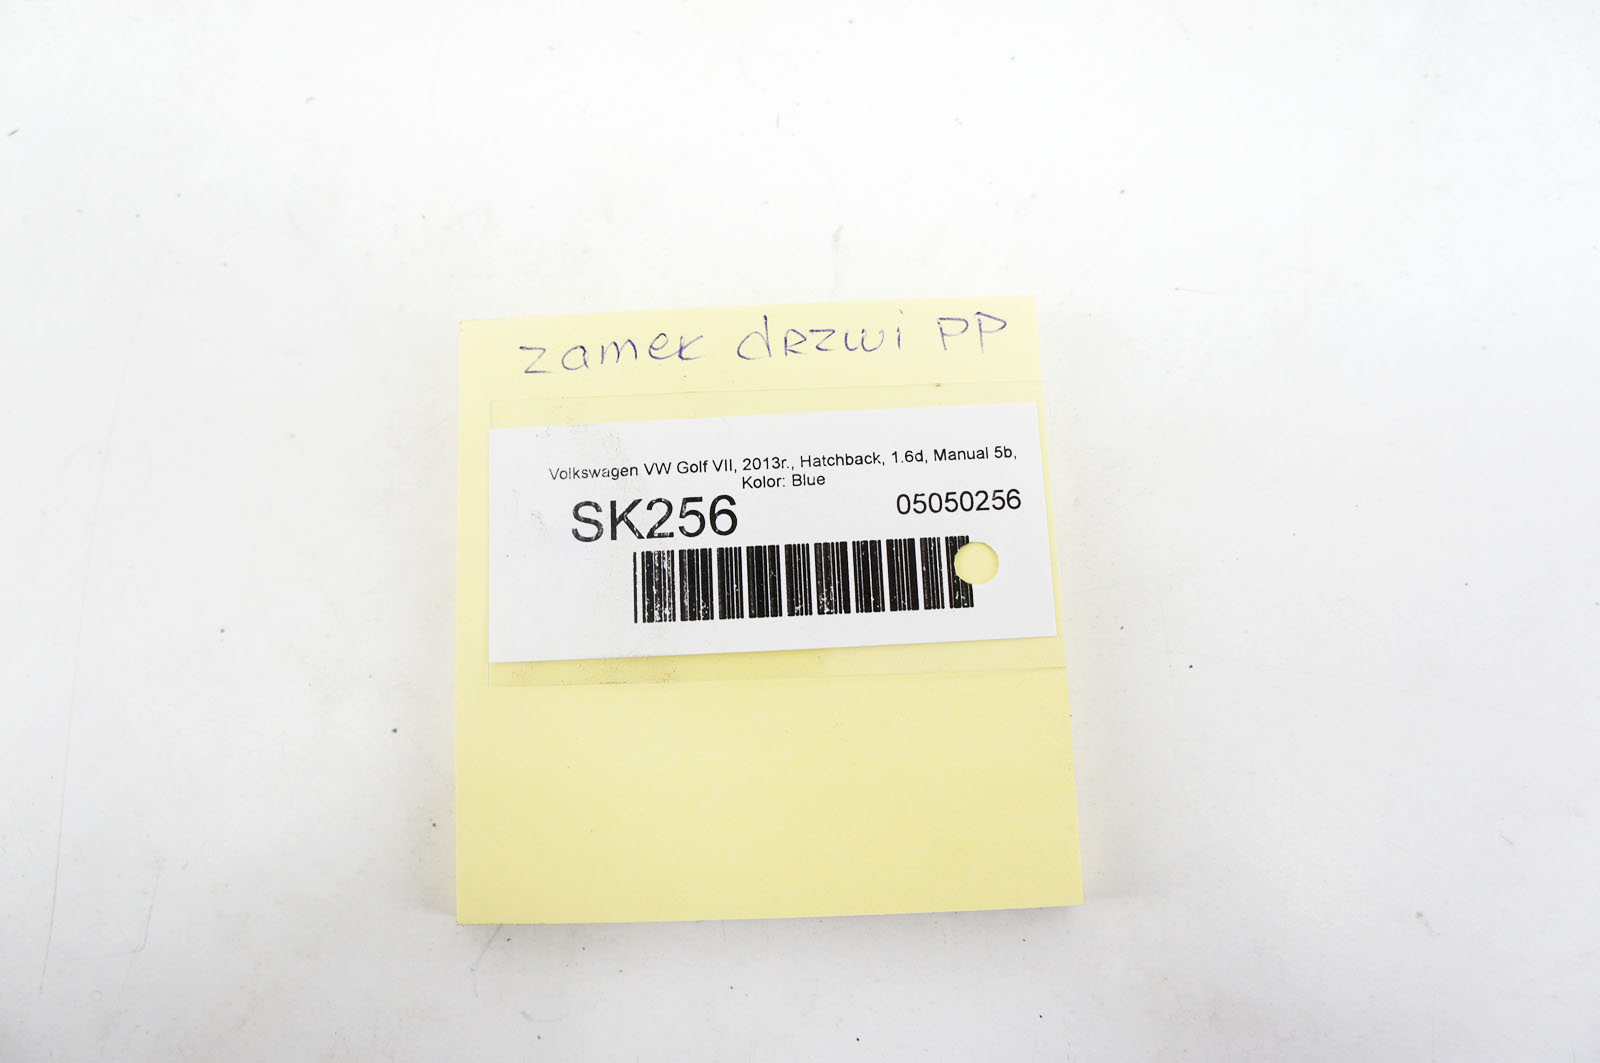 zamek drzwi PP
Volkswagen VW Golf VII, 2013r., Hatchback, 1.6d, Manual 5b,
Kolor: Blue
SK256 05050256